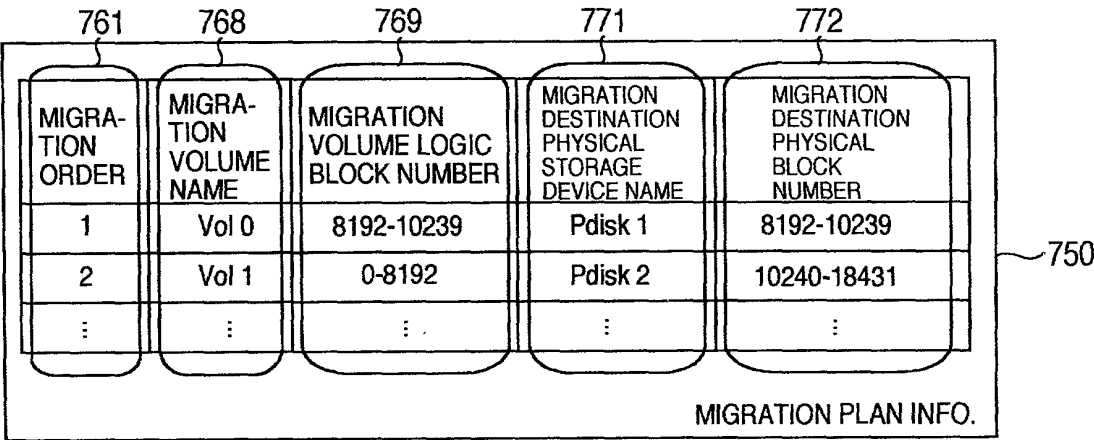 761 768 769 771 772
MIGRA-
TION
ORDER
MIGRA-
TION
VOLUME
NAME
MIGRATION
VOLUME LOGIC
BLOCK NUMBER
MIGRATION
DESTINATION
PHYSICAL
STORAGE
DEVICE NAME
MIGRATION
DESTINATION
PHYSICAL
BLOCK
NUMBER
1 Vol 0 8192-10239 Pdisk 1 8192-10239
2 Vol 1 0-8192 Pdisk 2 10240-18431
⋮ ⋮ ⋮ ⋮ ⋮
750
MIGRATION PLAN INFO.